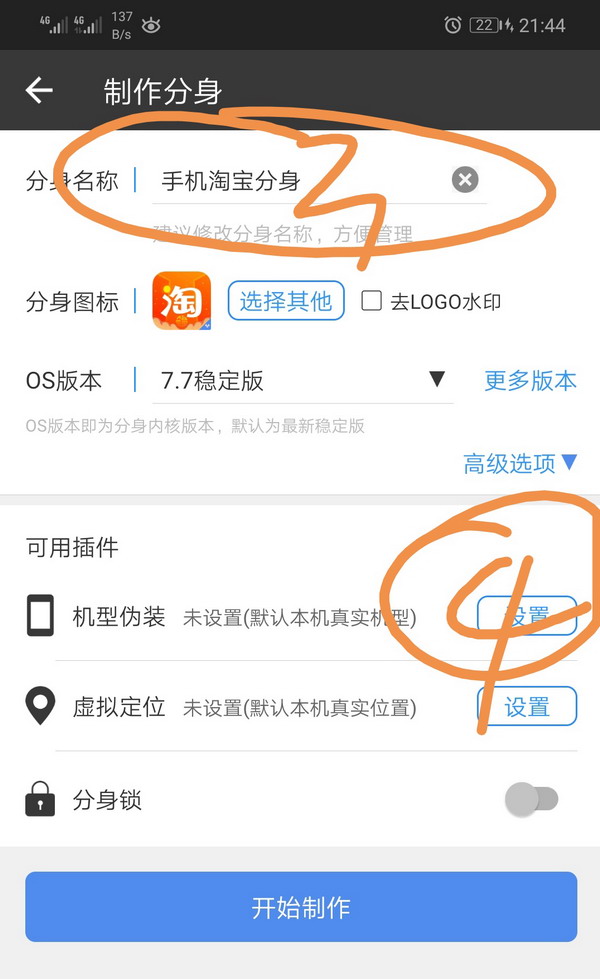 4G 4G 137 B/s 22 21:44
制作分身
分身名称 手机淘宝分身
建议修改分身名称，方便管理
3
分身图标 淘 选择其他 去LOGO水印
OS版本 7.7稳定版 更多版本
OS版本即为分身内核版本，默认为最新稳定版
高级选项
可用插件
机型伪装 未设置(默认本机真实机型) 设置
4
虚拟定位 未设置(默认本机真实位置) 设置
分身锁
开始制作